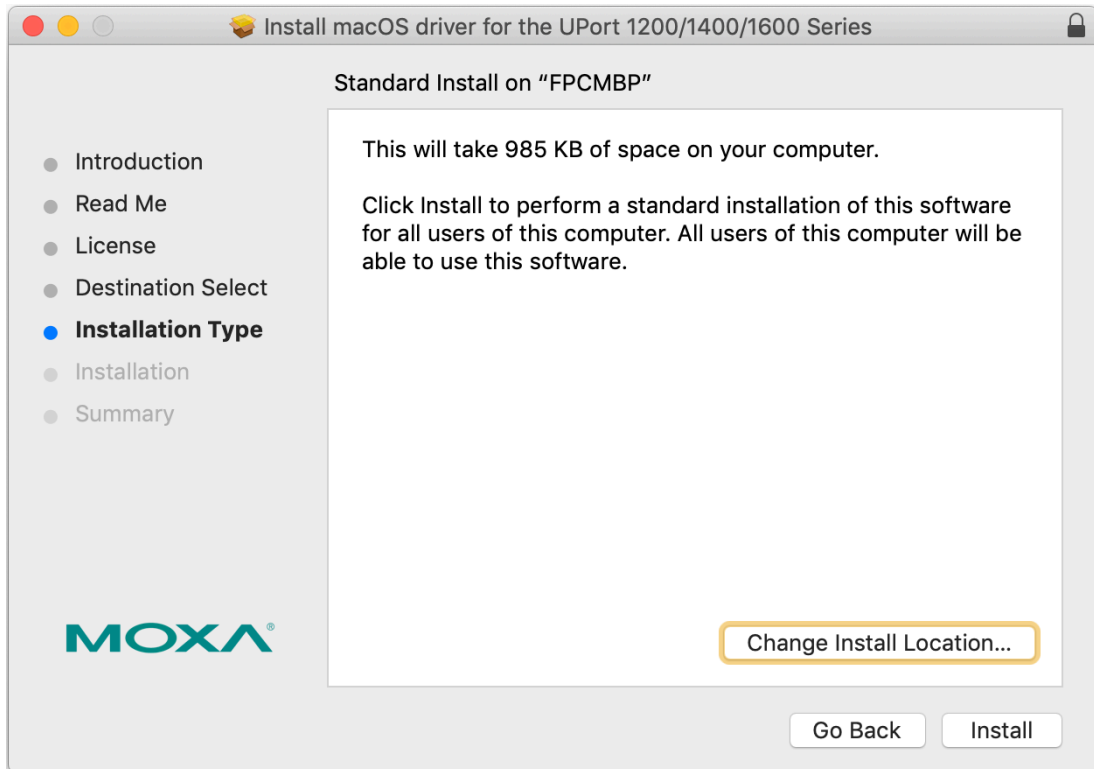 Install macOS driver for the UPort 1200/1400/1600 Series
Standard Install on “FPCMBP”
Introduction
Read Me
License
Destination Select
Installation Type
Installation
Summary
This will take 985 KB of space on your computer.
Click Install to perform a standard installation of this software
for all users of this computer. All users of this computer will be
able to use this software.
MOXA®
Change Install Location...
Go Back
Install